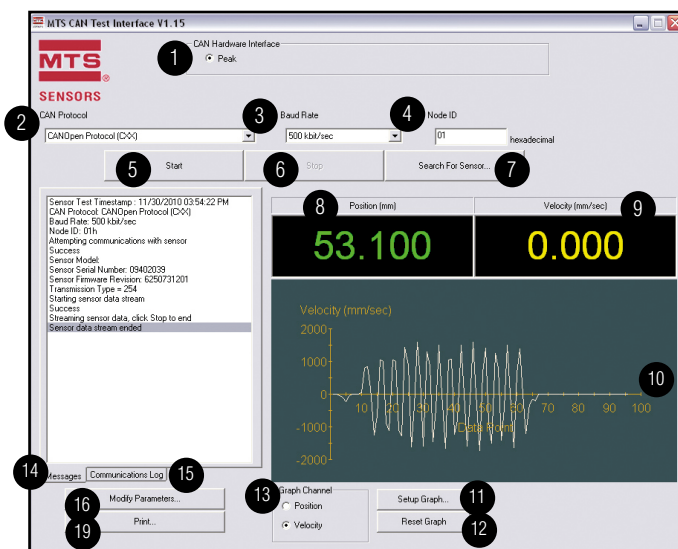 MTS CAN Test Interface V1.15
1
CAN Hardware Interface
Peak
MTS
®
SENSORS
2
CAN Protocol
CANOpen Protocol (CXX)
3
Baud Rate
500 kbit/sec
4
Node ID
01
hexadecimal
5
Start
6
Stop
Search For Sensor...
7
Sensor Test Timestamp : 11/30/2010 03:54:22 PM
CAN Protocol: CANOpen Protocol (CXX)
Baud Rate: 500 kbit/sec
Node ID: 01h
Attempting communications with sensor
Success
Sensor Model:
Sensor Serial Number: 09402039
Sensor Firmware Revision: 6250731201
Transmission Type = 254
Starting sensor data stream
Success
Streaming sensor data, click Stop to end
Sensor data stream ended
8
Position (mm)
53.100
Velocity (mm/sec)
9
0.000
Velocity (mm/sec)
2000
1000
0
-1000
-2000
10 20 30 40 50 60 70 80 90 100
Data Point
10
14
Messages
Communications Log
15
16
Modify Parameters...
19
Print...
13
Graph Channel
Position
Velocity
Setup Graph...
11
Reset Graph
12